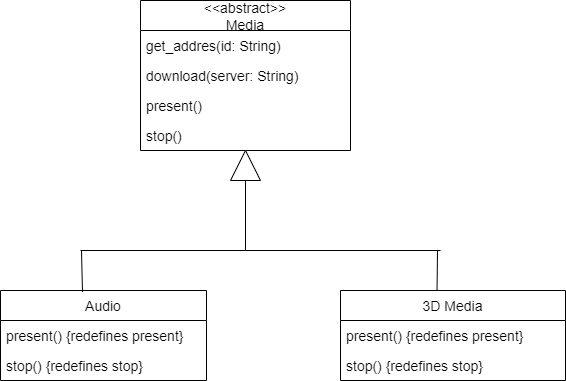 <<abstract>>
Media
get_addres(id: String)
download(server: String)
present()
stop()
Audio
present() {redefines present}
stop() {redefines stop}
3D Media
present() {redefines present}
stop() {redefines stop}